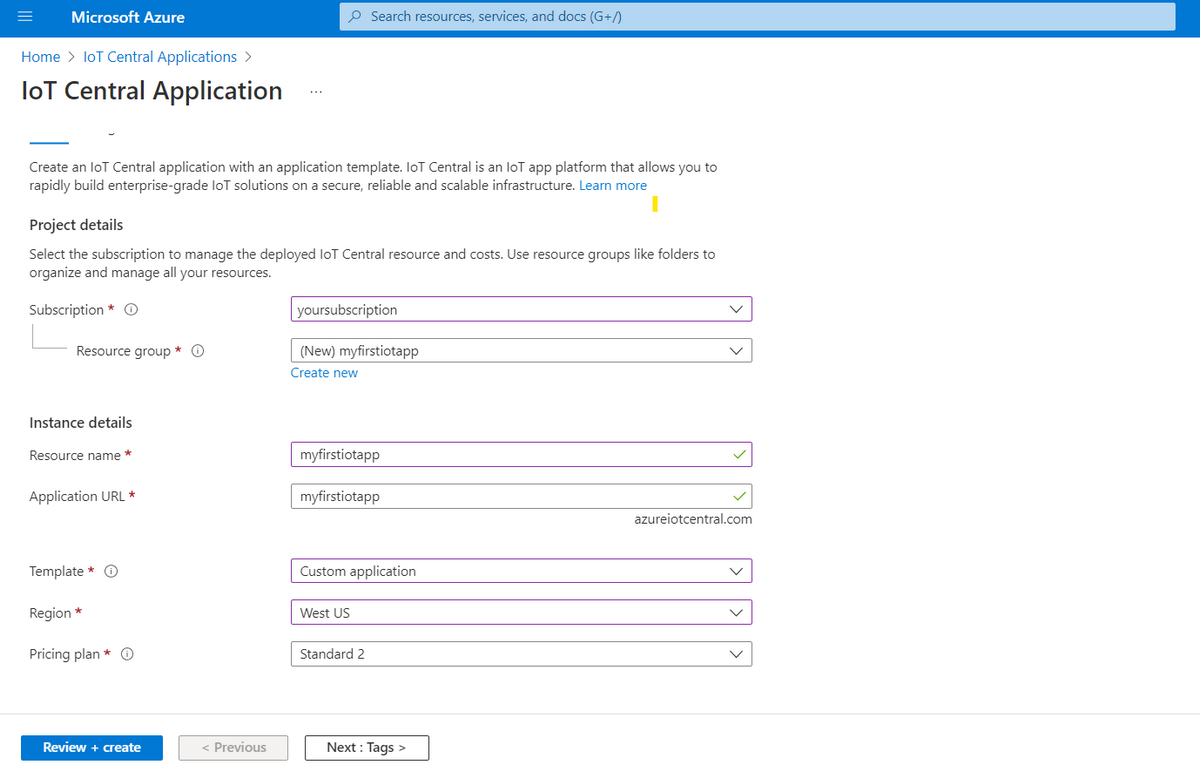 Microsoft Azure
Search resources, services, and docs (G+/)
Home > IoT Central Applications >
IoT Central Application ...
Create an IoT Central application with an application template. IoT Central is an IoT app platform that allows you to
rapidly build enterprise-grade IoT solutions on a secure, reliable and scalable infrastructure. Learn more
Project details
Select the subscription to manage the deployed IoT Central resource and costs. Use resource groups like folders to
organize and manage all your resources.
Subscription * yoursubscription
Resource group * (New) myfirstiotapp
Create new
Instance details
Resource name * myfirstiotapp
Application URL * myfirstiotapp
azureiotcentral.com
Template * Custom application
Region * West US
Pricing plan * Standard 2
Review + create < Previous Next : Tags >